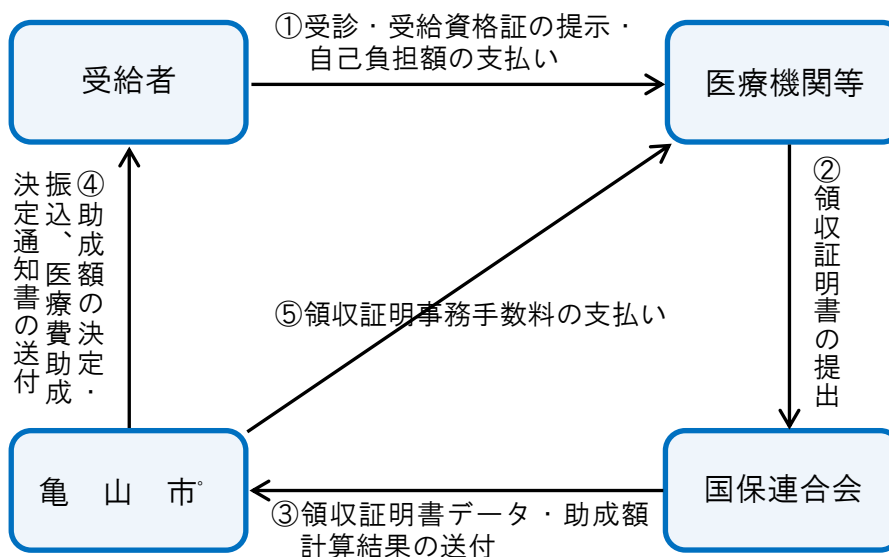 ①受診・受給資格証の提示・
自己負担額の支払い
受給者
医療機関等
②領収証明書の提出
④助成額の決定・
振込、医療費助成
決定通知書の送付
⑤領収証明事務手数料の支払い
亀　山　市°
国保連合会
③領収証明書データ・助成額
計算結果の送付